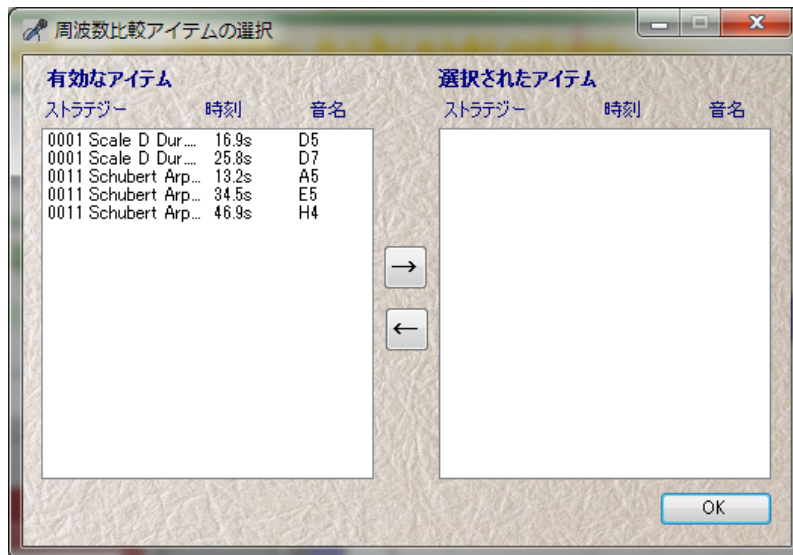 周波数比較アイテムの選択
有効なアイテム
ストラテジー 時刻 音名
0001 Scale D Dur.... 16.9s D5
0001 Scale D Dur.... 25.8s D7
0011 Schubert Arp... 13.2s A5
0011 Schubert Arp... 34.5s E5
0011 Schubert Arp... 46.9s H4
→
←
選択されたアイテム
ストラテジー 時刻 音名
OK